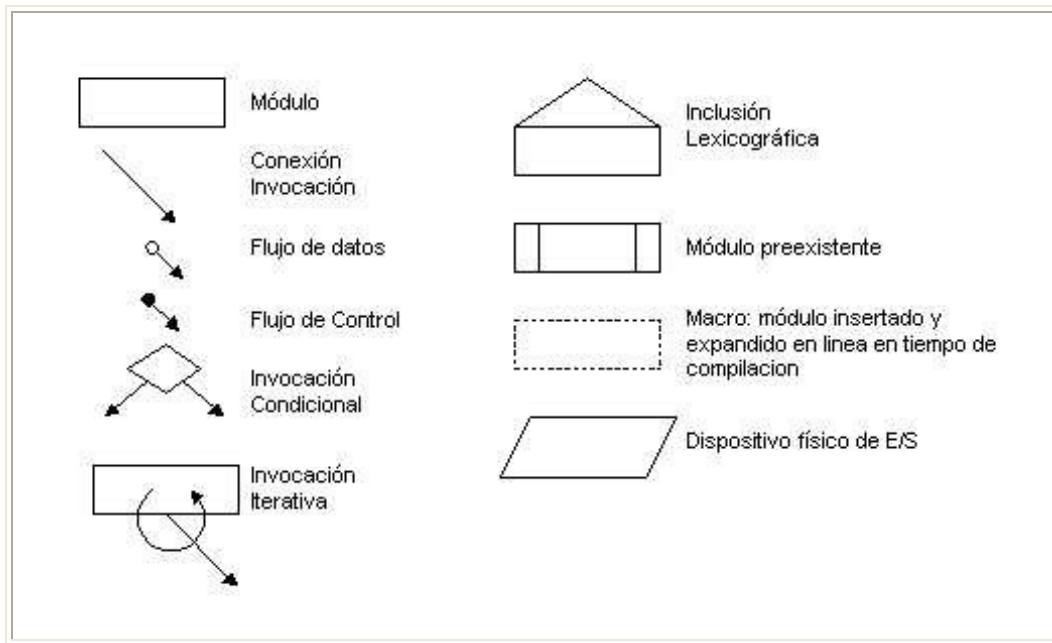 Módulo
Conexión
Invocación
Flujo de datos
Flujo de Control
Invocación
Condicional
Invocación
Iterativa
Inclusión
Lexicográfica
Módulo preexistente
Macro: módulo insertado y
expandido en linea en tiempo de
compilacion
Dispositivo físico de E/S